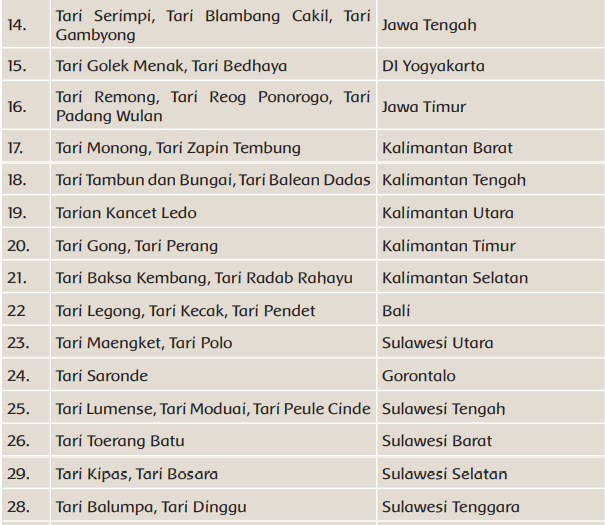 14. Tari Serimpi, Tari Blambang Cakil, Tari Gambyong Jawa Tengah
15. Tari Golek Menak, Tari Bedhaya DI Yogyakarta
16. Tari Remong, Tari Reog Ponorogo, Tari Padang Wulan Jawa Timur
17. Tari Monong, Tari Zapin Tembung Kalimantan Barat
18. Tari Tambun dan Bungai, Tari Balean Dadas Kalimantan Tengah
19. Tarian Kancet Ledo Kalimantan Utara
20. Tari Gong, Tari Perang Kalimantan Timur
21. Tari Baksa Kembang, Tari Radab Rahayu Kalimantan Selatan
22 Tari Legong, Tari Kecak, Tari Pendet Bali
23. Tari Maengket, Tari Polo Sulawesi Utara
24. Tari Saronde Gorontalo
25. Tari Lumense, Tari Moduai, Tari Peule Cinde Sulawesi Tengah
26. Tari Toerang Batu Sulawesi Barat
29. Tari Kipas, Tari Bosara Sulawesi Selatan
28. Tari Balumpa, Tari Dinggu Sulawesi Tenggara